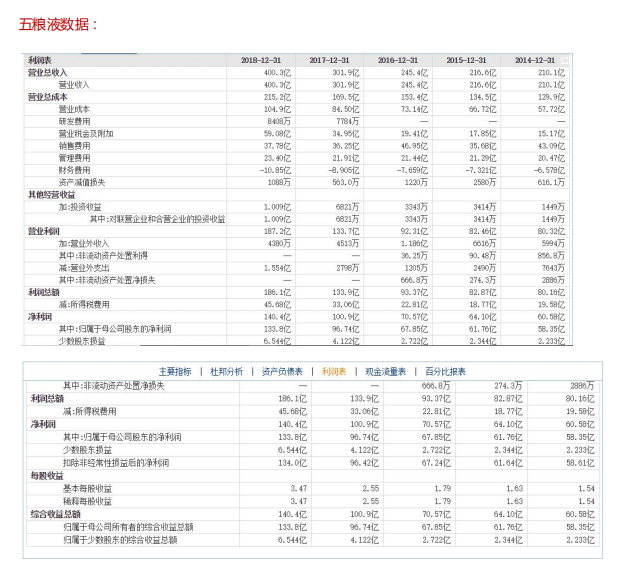 五粮液数据：
利润表 2018-12-31 2017-12-31 2016-12-31 2015-12-31 2014-12-31
营业总收入 400.3亿 301.9亿 245.4亿 216.6亿 210.1亿
营业收入 400.3亿 301.9亿 245.4亿 216.6亿 210.1亿
营业总成本 215.2亿 169.5亿 153.4亿 134.5亿 129.9亿
营业成本 104.9亿 84.50亿 73.14亿 66.72亿 57.72亿
研发费用 8408万 7784万 — — —
营业税金及附加 59.08亿 34.95亿 19.41亿 17.85亿 15.17亿
销售费用 37.78亿 36.25亿 46.95亿 35.68亿 43.09亿
管理费用 23.40亿 21.91亿 21.44亿 21.29亿 20.47亿
财务费用 -10.85亿 -8.905亿 -7.659亿 -7.321亿 -6.578亿
资产减值损失 1088万 563.0万 1220万 2580万 616.1万
其他经营收益
加:投资收益 1.009亿 6821万 3343万 3414万 1449万
其中:对联营企业和合营企业的投资收益 1.009亿 6821万 3343万 3414万 1449万
营业利润 187.2亿 133.7亿 92.31亿 82.46亿 80.32亿
加:营业外收入 4380万 4513万 1.186亿 6616万 5994万
其中:非流动资产处置利得 — — 36.25万 90.48万 856.8万
减:营业外支出 1.554亿 2798万 1205万 2490万 7643万
其中:非流动资产处置净损失 — — 666.8万 274.3万 2886万
利润总额 186.1亿 133.9亿 93.37亿 82.87亿 80.16亿
减:所得税费用 45.68亿 33.06亿 22.81亿 18.77亿 19.58亿
净利润 140.4亿 100.9亿 70.57亿 64.10亿 60.58亿
其中:归属于母公司股东的净利润 133.8亿 96.74亿 67.85亿 61.76亿 58.35亿
少数股东损益 6.544亿 4.122亿 2.722亿 2.344亿 2.233亿
主要指标 | 杜邦分析 | 资产负债表 | 利润表 | 现金流量表 | 百分比报表
其中:非流动资产处置净损失 — — 666.8万 274.3万 2886万
利润总额 186.1亿 133.9亿 93.37亿 82.87亿 80.16亿
减:所得税费用 45.68亿 33.06亿 22.81亿 18.77亿 19.58亿
净利润 140.4亿 100.9亿 70.57亿 64.10亿 60.58亿
其中:归属于母公司股东的净利润 133.8亿 96.74亿 67.85亿 61.76亿 58.35亿
少数股东损益 6.544亿 4.122亿 2.722亿 2.344亿 2.233亿
扣除非经常性损益后的净利润 134.0亿 96.42亿 67.24亿 61.64亿 58.61亿
每股收益
基本每股收益 3.47 2.55 1.79 1.63 1.54
稀释每股收益 3.47 2.55 1.79 1.63 1.54
综合收益总额 140.4亿 100.9亿 70.57亿 64.10亿 60.58亿
归属于母公司所有者的综合收益总额 133.8亿 96.74亿 67.85亿 61.76亿 58.35亿
归属于少数股东的综合收益总额 6.544亿 4.122亿 2.722亿 2.344亿 2.233亿